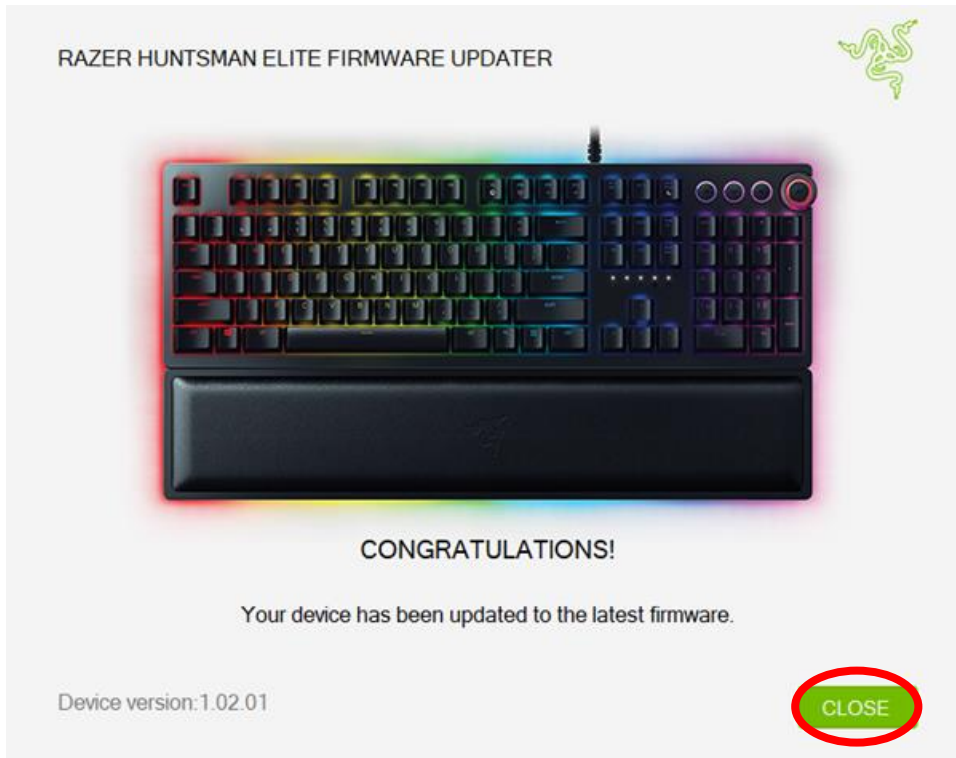 RAZER HUNTSMAN ELITE FIRMWARE UPDATER
CONGRATULATIONS!
Your device has been updated to the latest firmware.
Device version:1.02.01
CLOSE